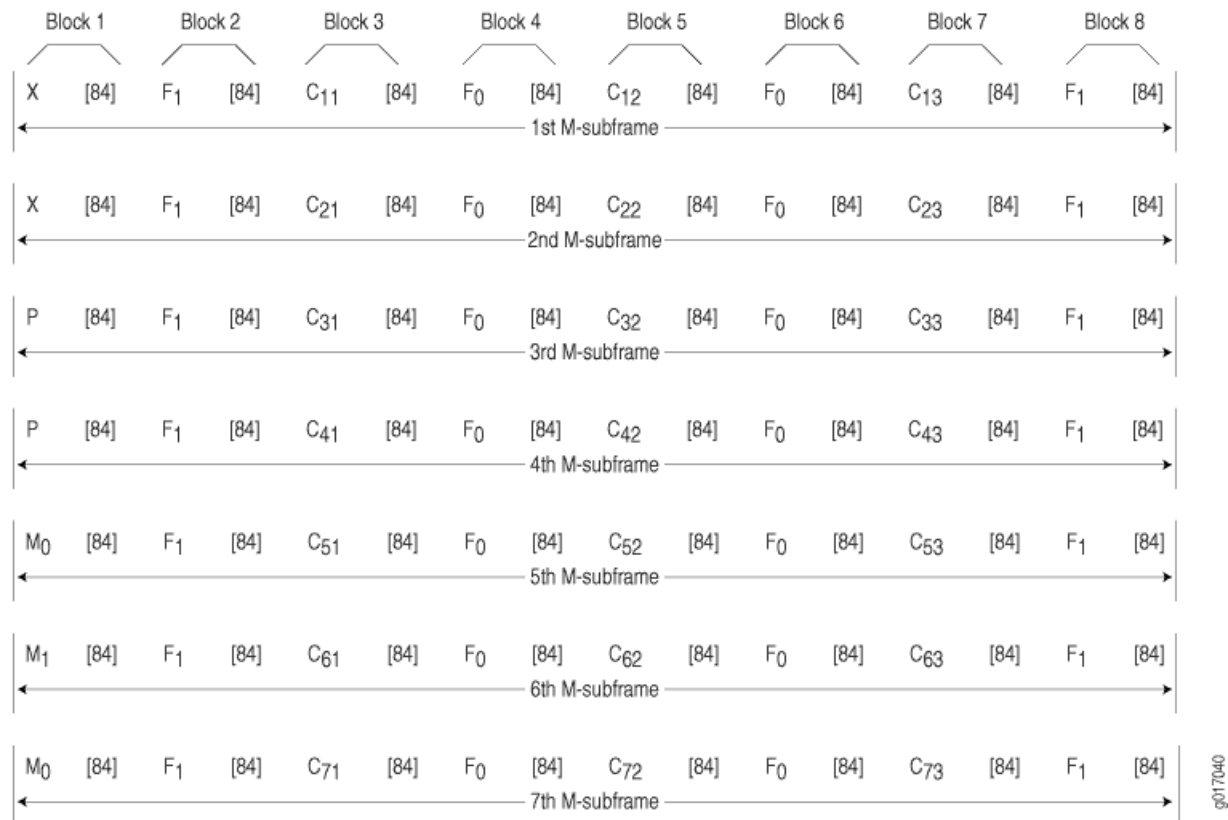 Block 1 Block 2 Block 3 Block 4 Block 5 Block 6 Block 7 Block 8
X [84] F1 [84] C11 [84] F0 [84] C12 [84] F0 [84] C13 [84] F1 [84]
1st M-subframe
X [84] F1 [84] C21 [84] F0 [84] C22 [84] F0 [84] C23 [84] F1 [84]
2nd M-subframe
P [84] F1 [84] C31 [84] F0 [84] C32 [84] F0 [84] C33 [84] F1 [84]
3rd M-subframe
P [84] F1 [84] C41 [84] F0 [84] C42 [84] F0 [84] C43 [84] F1 [84]
4th M-subframe
M0 [84] F1 [84] C51 [84] F0 [84] C52 [84] F0 [84] C53 [84] F1 [84]
5th M-subframe
M1 [84] F1 [84] C61 [84] F0 [84] C62 [84] F0 [84] C63 [84] F1 [84]
6th M-subframe
M0 [84] F1 [84] C71 [84] F0 [84] C72 [84] F0 [84] C73 [84] F1 [84]
7th M-subframe
g017040